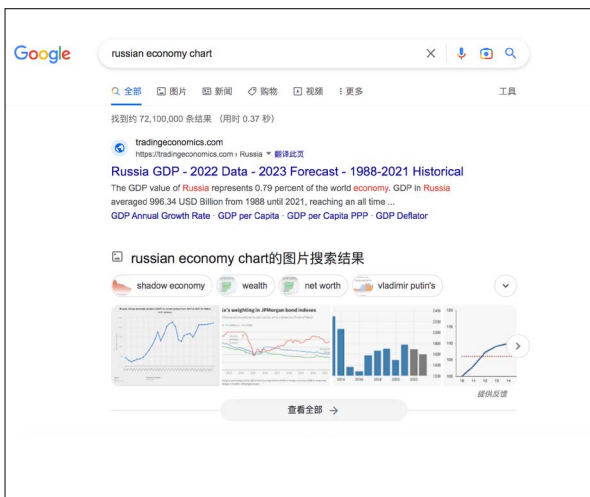 Google
russian economy chart
全部 图片 新闻 购物 视频 更多 工具
找到约 72,100,000 条结果 (用时 0.37 秒)
tradingeconomics.com
https://tradingeconomics.com › Russia 翻译此页
Russia GDP - 2022 Data - 2023 Forecast - 1988-2021 Historical
The GDP value of Russia represents 0.79 percent of the world economy. GDP in Russia
averaged 996.34 USD Billion from 1988 until 2021, reaching an all time ...
GDP Annual Growth Rate · GDP per Capita · GDP per Capita PPP · GDP Deflator
russian economy chart的图片搜索结果
shadow economy wealth net worth vladimir putin's
's weighting in JPMorgan bond indexes
提供反馈
查看全部 →